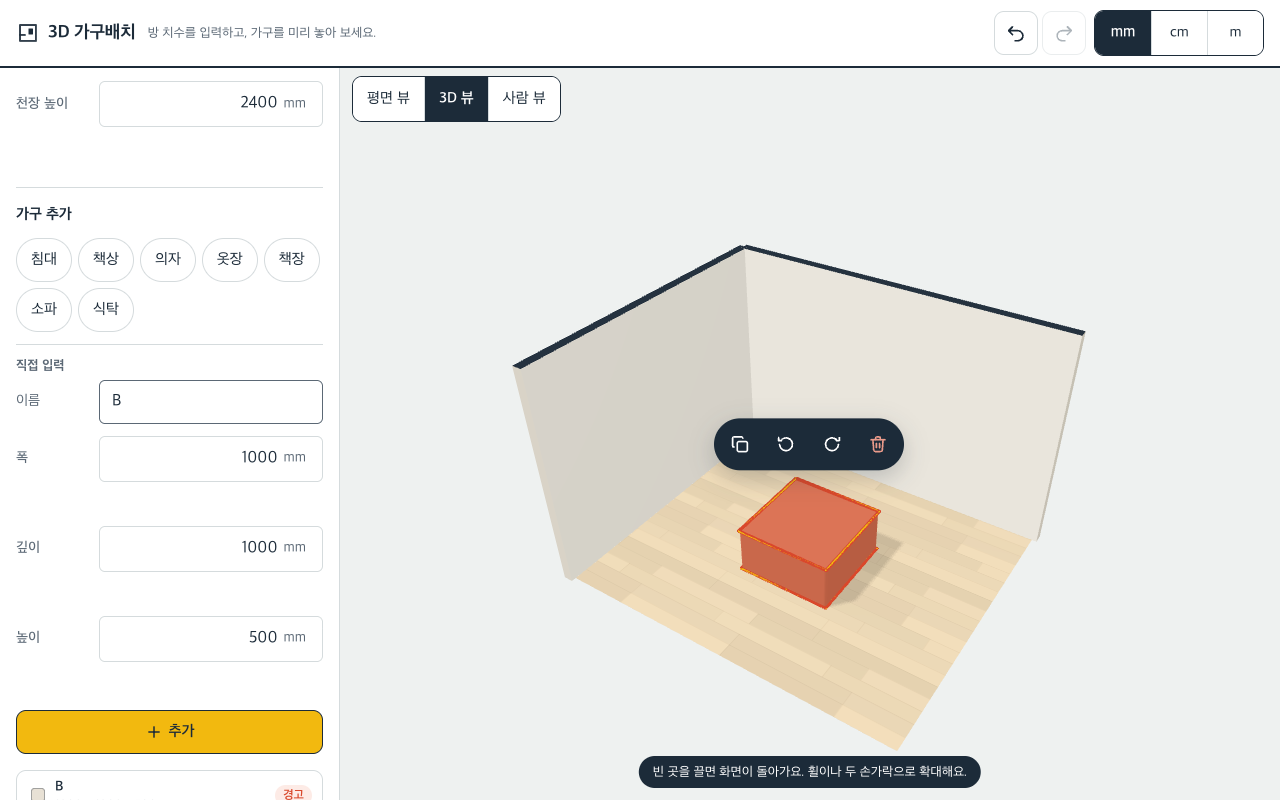 3D 가구배치
방 치수를 입력하고, 가구를 미리 놓아 보세요.
mm
cm
m
천장 높이
2400 mm
평면 뷰
3D 뷰
사람 뷰
가구 추가
침대
책상
의자
옷장
책장
소파
식탁
직접 입력
이름
B
폭
1000 mm
깊이
1000 mm
높이
500 mm
+ 추가
B
경고
빈 곳을 끌면 화면이 돌아가요. 휠이나 두 손가락으로 확대해요.